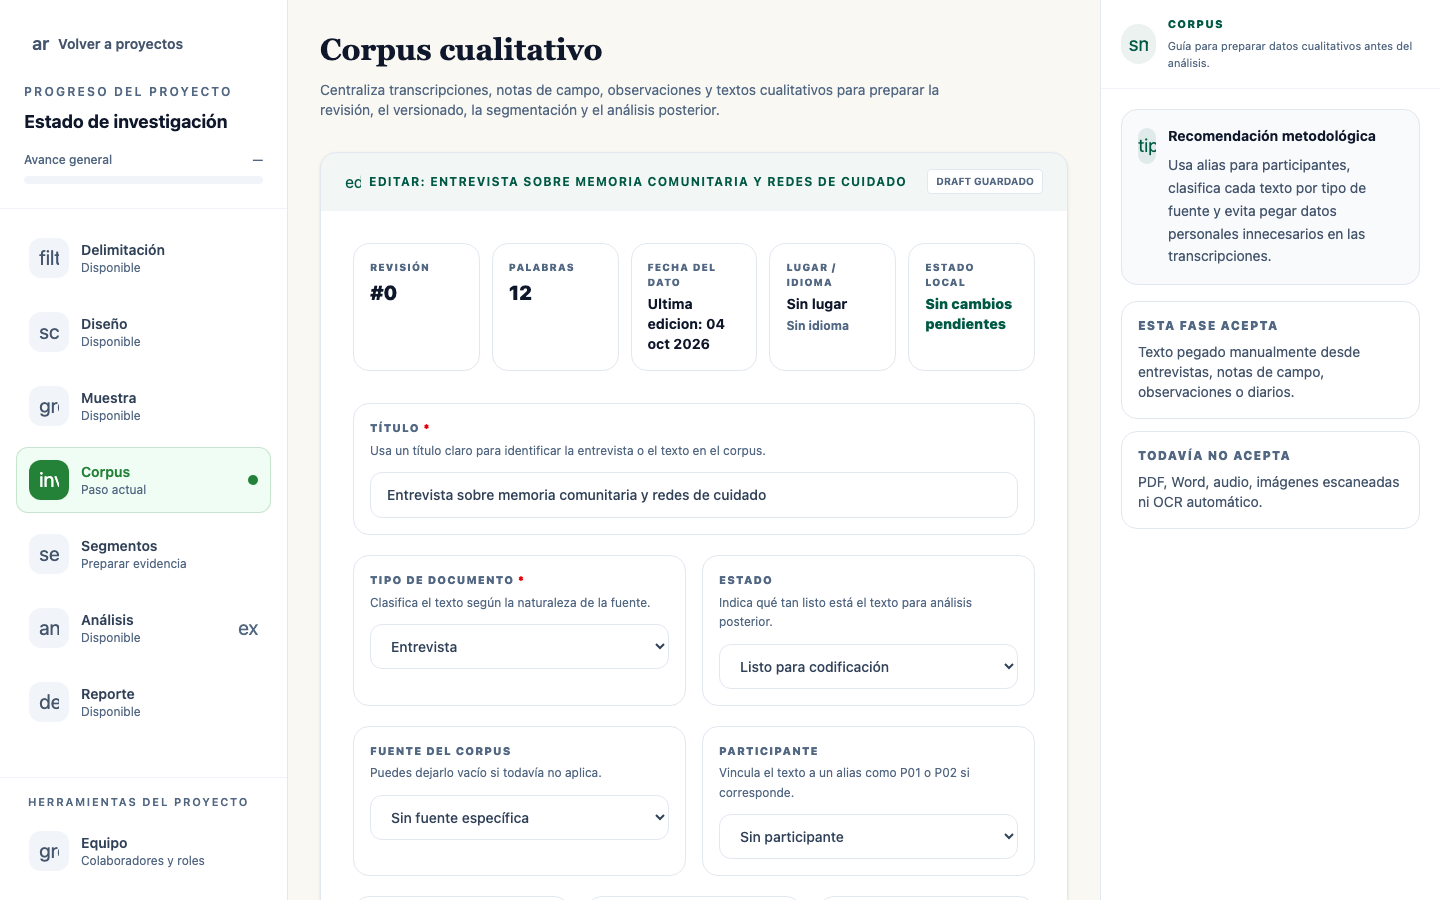 ar Volver a proyectos
PROGRESO DEL PROYECTO
Estado de investigación
Avance general —
filt
Delimitación
Disponible
sc
Diseño
Disponible
gr
Muestra
Disponible
inv
Corpus
Paso actual
se
Segmentos
Preparar evidencia
an
Análisis
Disponible
ex
de
Reporte
Disponible
HERRAMIENTAS DEL PROYECTO
gr
Equipo
Colaboradores y roles
Corpus cualitativo
Centraliza transcripciones, notas de campo, observaciones y textos cualitativos para preparar la
revisión, el versionado, la segmentación y el análisis posterior.
ed EDITAR: ENTREVISTA SOBRE MEMORIA COMUNITARIA Y REDES DE CUIDADO DRAFT GUARDADO
REVISIÓN
#0
PALABRAS
12
FECHA DEL
DATO
Ultima
edicion: 04
oct 2026
LUGAR /
IDIOMA
Sin lugar
Sin idioma
ESTADO
LOCAL
Sin cambios
pendientes
TÍTULO *
Usa un título claro para identificar la entrevista o el texto en el corpus.
Entrevista sobre memoria comunitaria y redes de cuidado
TIPO DE DOCUMENTO *
Clasifica el texto según la naturaleza de la fuente.
Entrevista
ESTADO
Indica qué tan listo está el texto para análisis
posterior.
Listo para codificación
FUENTE DEL CORPUS
Puedes dejarlo vacío si todavía no aplica.
Sin fuente específica
PARTICIPANTE
Vincula el texto a un alias como P01 o P02 si
corresponde.
Sin participante
sn
CORPUS
Guía para preparar datos cualitativos antes del
análisis.
tip
Recomendación metodológica
Usa alias para participantes,
clasifica cada texto por tipo de
fuente y evita pegar datos
personales innecesarios en las
transcripciones.
ESTA FASE ACEPTA
Texto pegado manualmente desde
entrevistas, notas de campo,
observaciones o diarios.
TODAVÍA NO ACEPTA
PDF, Word, audio, imágenes escaneadas
ni OCR automático.